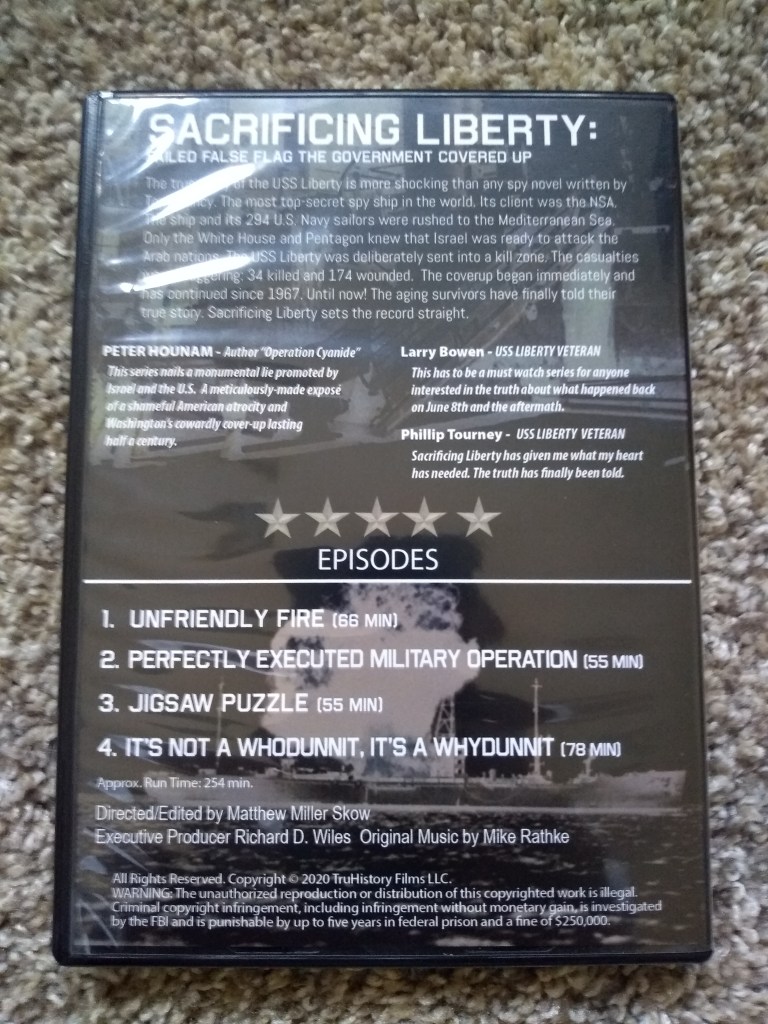 SACRIFICING LIBERTY:
FALSE FLAG THE GOVERNMENT COVERED UP
The of the USS Liberty is more shocking than any spy novel written by
The most top-secret spy ship in the world. Its client was the NSA.
The ship and its 294 U.S. Navy sailors were rushed to the Mediterranean Sea.
Only the White House and Pentagon knew that Israel was ready to attack the
Arab nations. The USS Liberty was deliberately sent into a kill zone. The casualties
34 killed and 174 wounded. The coverup began immediately and
has continued since 1967. Until now! The aging survivors have finally told their
true story. Sacrificing Liberty sets the record straight.
PETER HOUNAM - Author "Operation Cyanide"
This series nails a monumental lie promoted by
Israel and the U.S. A meticulously-made exposé
of a shameful American atrocity and
Washington's cowardly cover-up lasting
half a century.
Larry Bowen - USS LIBERTY VETERAN
This has to be a must watch series for anyone
interested in the truth about what happened back
on June 8th and the aftermath.
Phillip Tourney - USS LIBERTY VETERAN
Sacrificing Liberty has given me what my heart
has needed. The truth has finally been told.
EPISODES
1. UNFRIENDLY FIRE (66 MIN)
2. PERFECTLY EXECUTED MILITARY OPERATION (55 MIN)
3. JIGSAW PUZZLE (55 MIN)
4. IT'S NOT A WHODUNNIT, IT'S A WHYDUNNIT (78 MIN)
Approx. Run Time: 254 min.
Directed/Edited by Matthew Miller Skow
Executive Producer Richard D. Wiles Original Music by Mike Rathke
All Rights Reserved. Copyright © 2020 TruHistory Films LLC.
WARNING: The unauthorized reproduction or distribution of this copyrighted work is illegal.
Criminal copyright infringement, including infringement without monetary gain, is investigated
by the FBI and is punishable by up to five years in federal prison and a fine of $250,000.